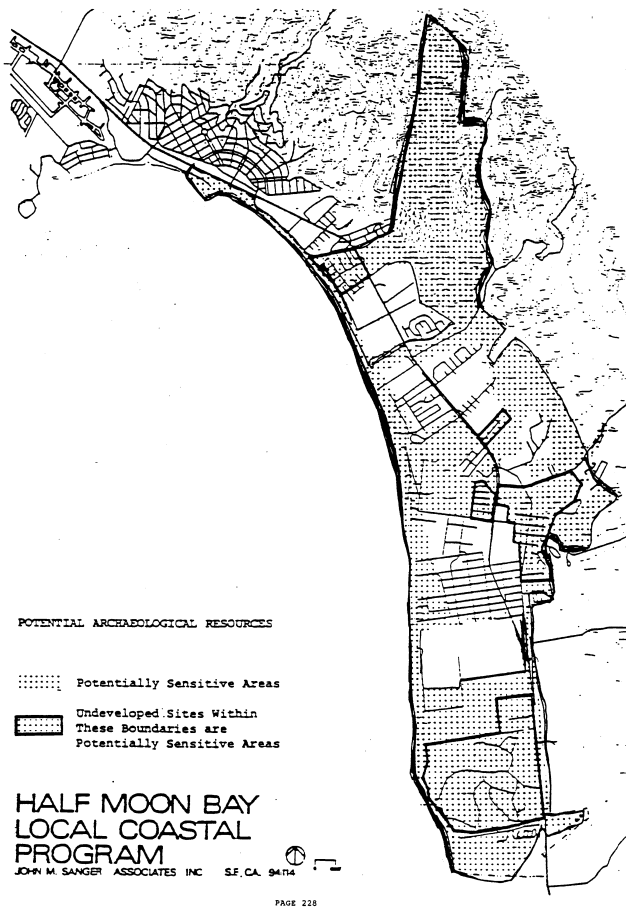 POTENTIAL ARCHAEOLOGICAL RESOURCES
Potentially Sensitive Areas
Undeveloped Sites Within
These Boundaries are
Potentially Sensitive Areas
HALF MOON BAY
LOCAL COASTAL
PROGRAM
JOHN M. SANGER ASSOCIATES INC S.F, CA. 94114
PAGE 228